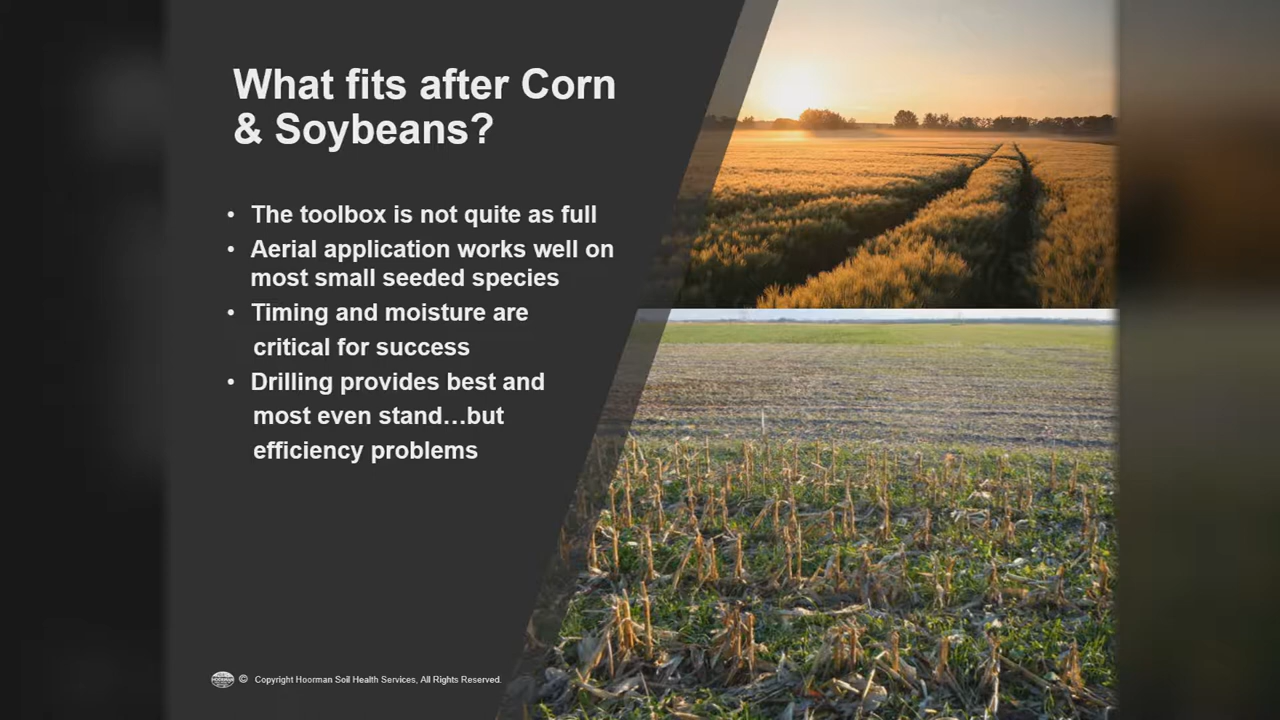 What fits after Corn
& Soybeans?
• The toolbox is not quite as full
• Aerial application works well on
most small seeded species
• Timing and moisture are
critical for success
• Drilling provides best and
most even stand…but
efficiency problems
© Copyright Hoorman Soil Health Services, All Rights Reserved.